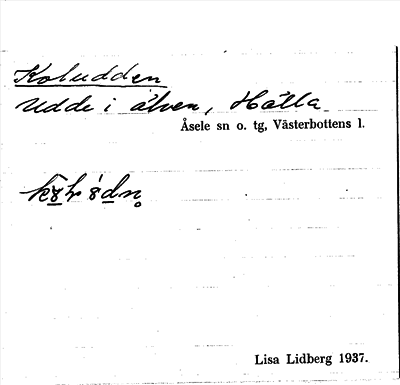 Koludden
Udde i älven, Hälla
Åsele sn o. tg, Västerbottens l.
Lisa Lidberg 1937.